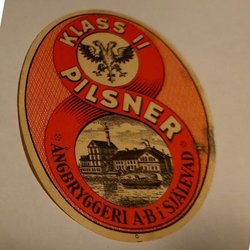 KLASS II
PILSNER
* ÅNGBRYGGERI A-B i SJÄLEVAD *